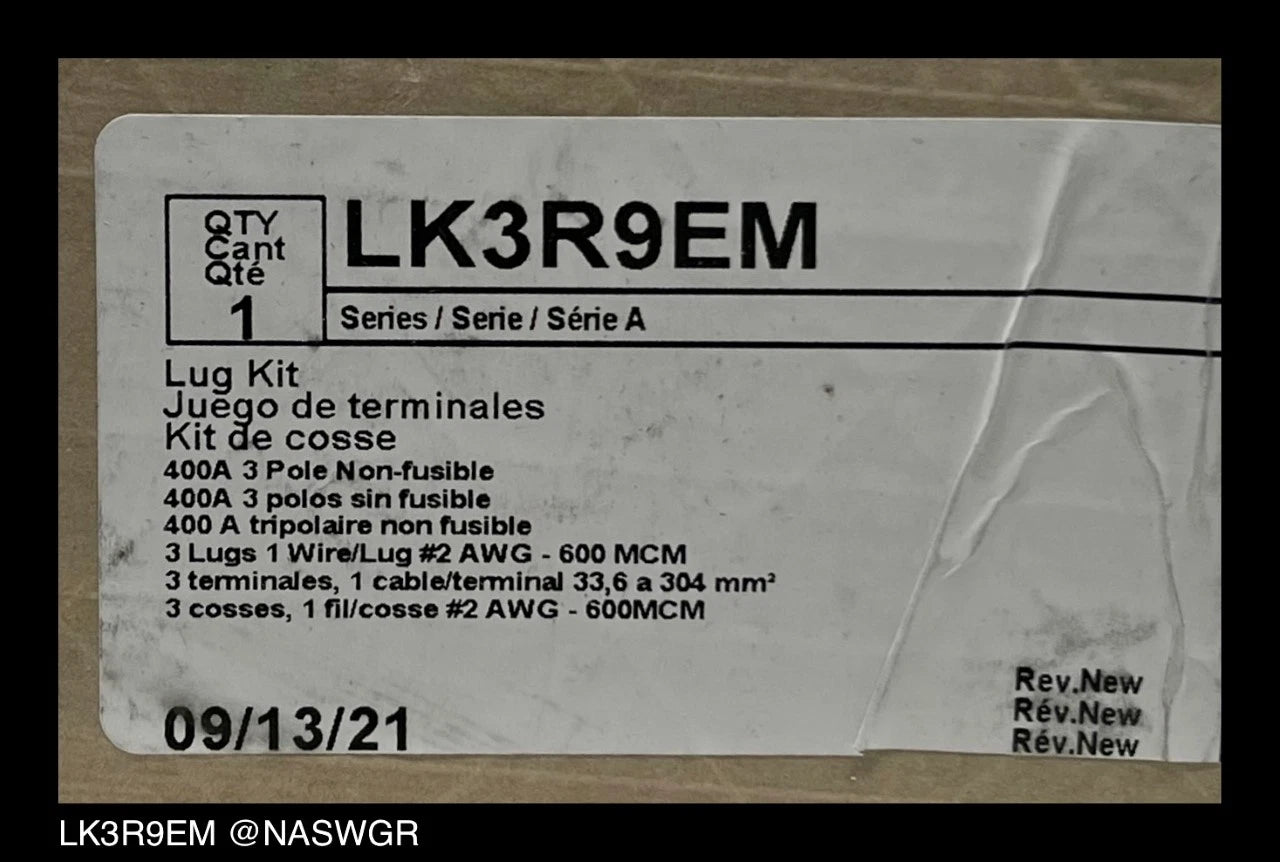 QTY
Cant
Qté
1
LK3R9EM
Series / Serie / Série A
Lug Kit
Juego de terminales
Kit de cosse
400A 3 Pole Non-fusible
400A 3 polos sin fusible
400 A tripolaire non fusible
3 Lugs 1 Wire/Lug #2 AWG - 600 MCM
3 terminales, 1 cable/terminal 33,6 a 304 mm²
3 cosses, 1 fil/cosse #2 AWG - 600MCM
09/13/21
Rev.New
Rév.New
Rév.New
LK3R9EM @NASWGR